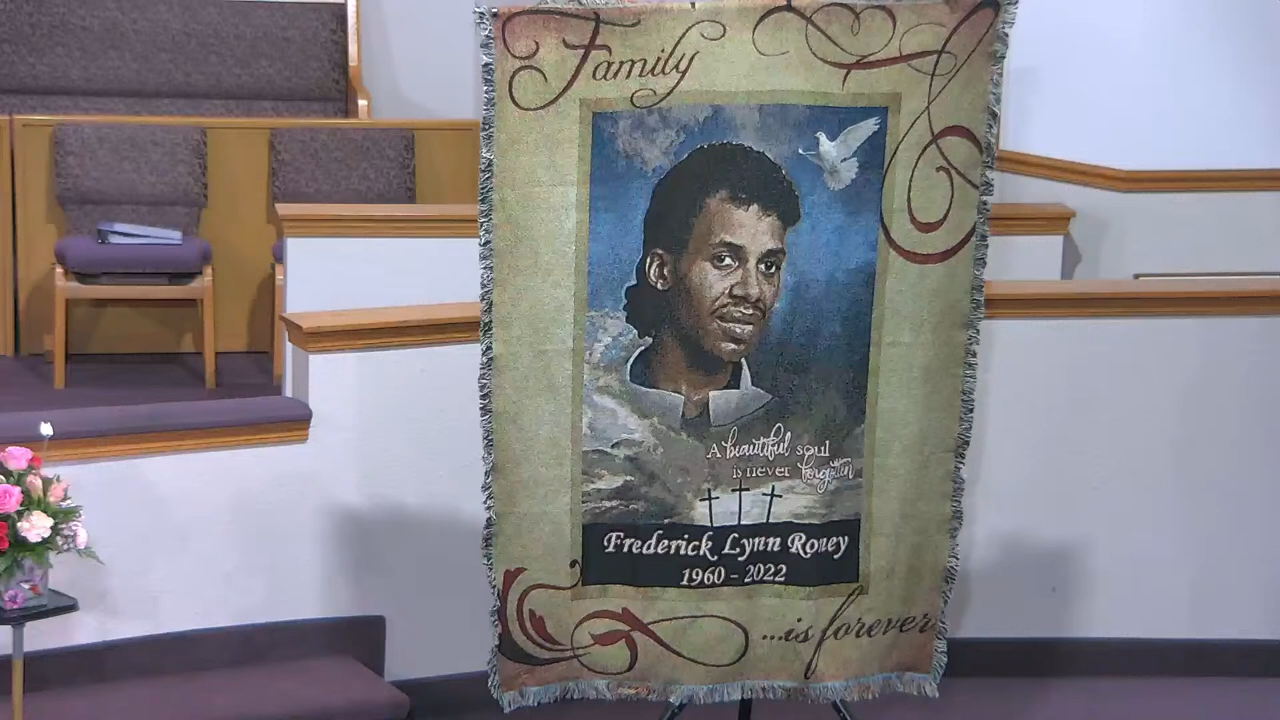 Family
A beautiful soul
is never forgotten
Frederick Lynn Roney
1960 - 2022
...is forever